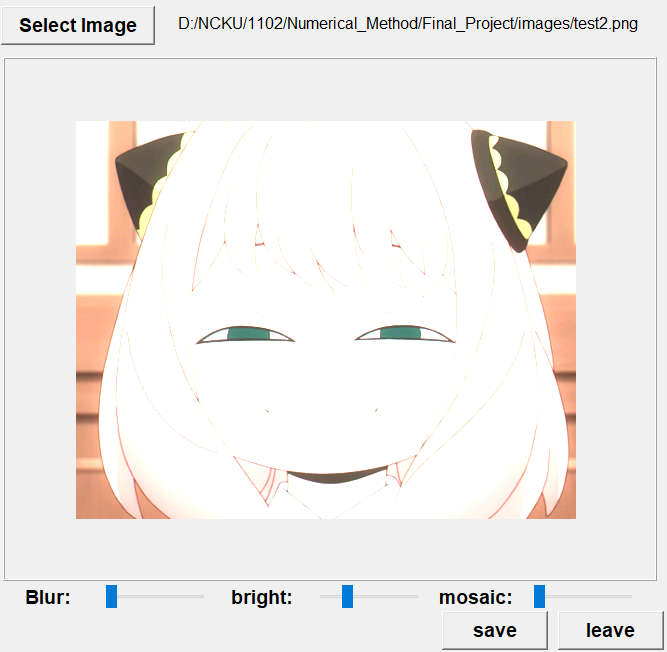 Select Image D:/NCKU/1102/Numerical_Method/Final_Project/images/test2.png
Blur: bright: mosaic:
save leave